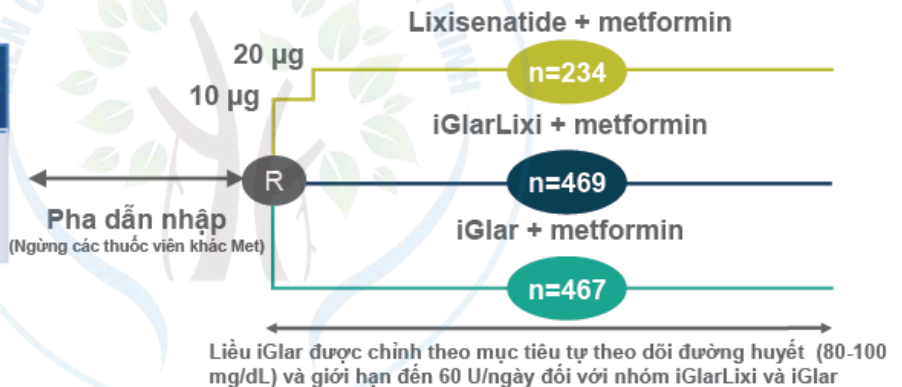 Lixisenatide + metformin
20 µg
n=234
10 µg
iGlarLixi + metformin
R
n=469
Pha dẫn nhập
(Ngừng các thuốc viên khác Met)
iGlar + metformin
n=467
Liều iGlar được chỉnh theo mục tiêu tự theo dõi đường huyết (80-100
mg/dL) và giới hạn đến 60 U/ngày đối với nhóm iGlarLixi và iGlar